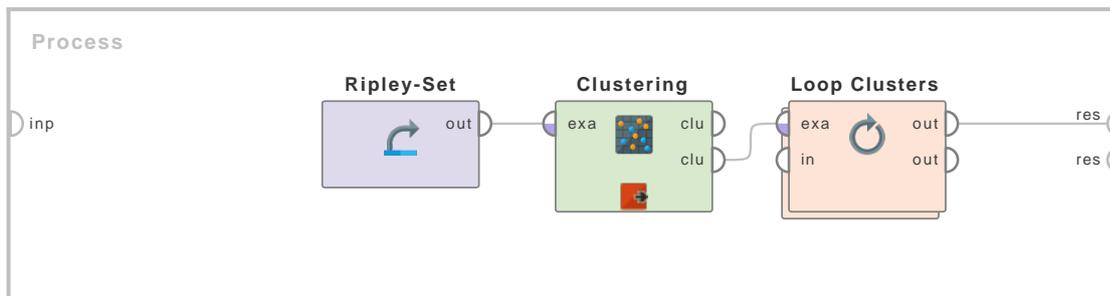 Process
Ripley-Set
Clustering
Loop Clusters
inp
out
exa
clu
exa
out
res
clu
in
out
res